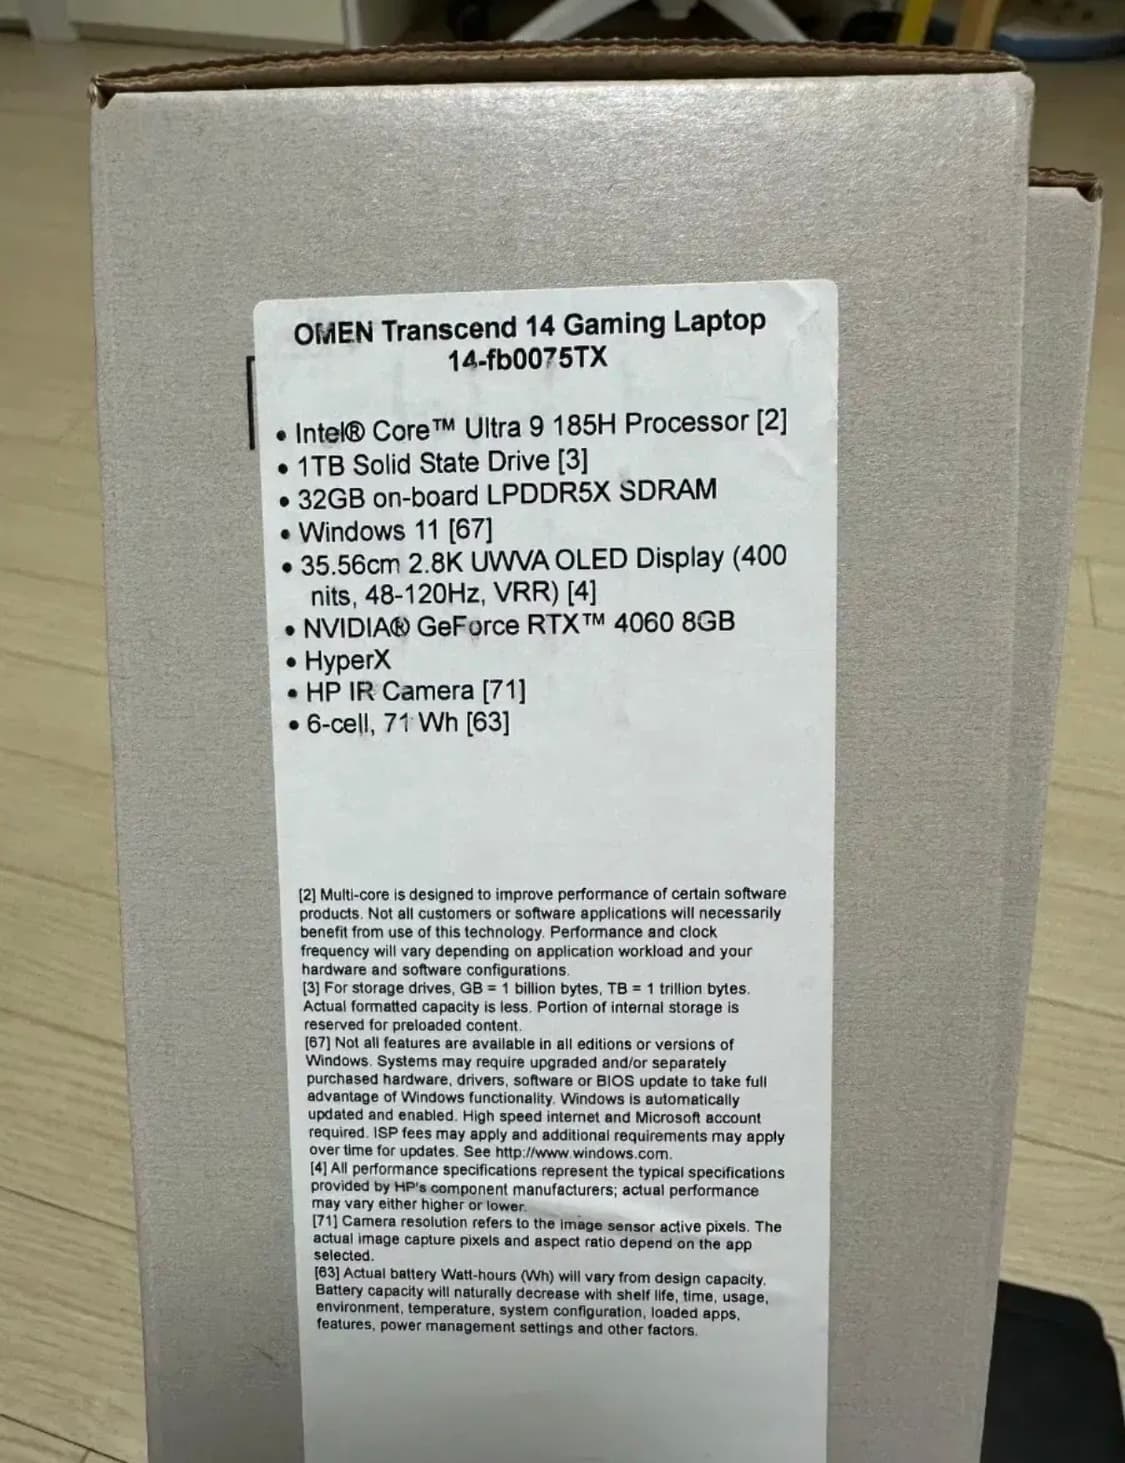 OMEN Transcend 14 Gaming Laptop
14-fb0075TX
• Intel® Core™ Ultra 9 185H Processor [2]
• 1TB Solid State Drive [3]
• 32GB on-board LPDDR5X SDRAM
• Windows 11 [67]
• 35.56cm 2.8K UWVA OLED Display (400
nits, 48-120Hz, VRR) [4]
• NVIDIA® GeForce RTX™ 4060 8GB
• HyperX
• HP IR Camera [71]
• 6-cell, 71 Wh [63]
[2] Multi-core is designed to improve performance of certain software
products. Not all customers or software applications will necessarily
benefit from use of this technology. Performance and clock
frequency will vary depending on application workload and your
hardware and software configurations.
[3] For storage drives, GB = 1 billion bytes, TB = 1 trillion bytes.
Actual formatted capacity is less. Portion of internal storage is
reserved for preloaded content.
[67] Not all features are available in all editions or versions of
Windows. Systems may require upgraded and/or separately
purchased hardware, drivers, software or BIOS update to take full
advantage of Windows functionality. Windows is automatically
updated and enabled. High speed internet and Microsoft account
required. ISP fees may apply and additional requirements may apply
over time for updates. See http://www.windows.com.
[4] All performance specifications represent the typical specifications
provided by HP's component manufacturers; actual performance
may vary either higher or lower.
[71] Camera resolution refers to the image sensor active pixels. The
actual image capture pixels and aspect ratio depend on the app
selected.
[63] Actual battery Watt-hours (Wh) will vary from design capacity.
Battery capacity will naturally decrease with shelf life, time, usage,
environment, temperature, system configuration, loaded apps,
features, power management settings and other factors.